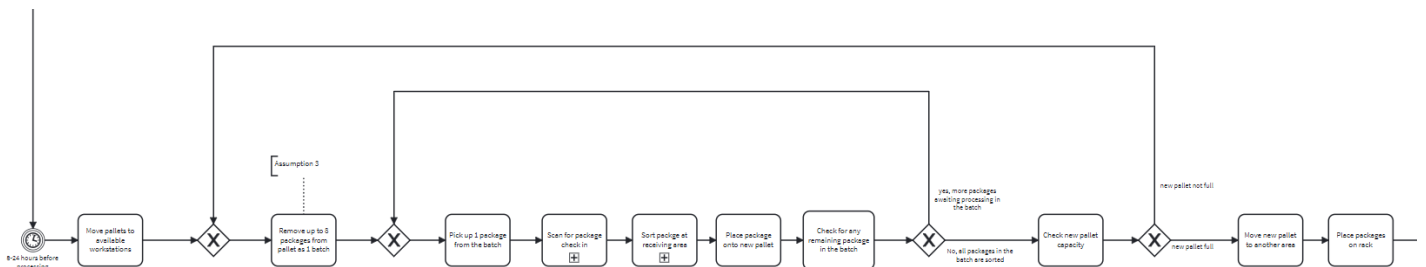 Assumption 3
yes, more packages
awaiting processing in
the batch
new pallet not full
Move pallets to
available
workstations
Remove up to 8
packages from
pallet as 1 batch
Pick up 1 package
from the batch
Scan for package
check in
Sort packge at
receiving area
Place package
onto new pallet
Check for any
remaining package
in the batch
No, all packages in the
batch are sorted
Check new pallet
capacity
new pallet full
Move new pallet
to another area
Place packages
on rack
hours before